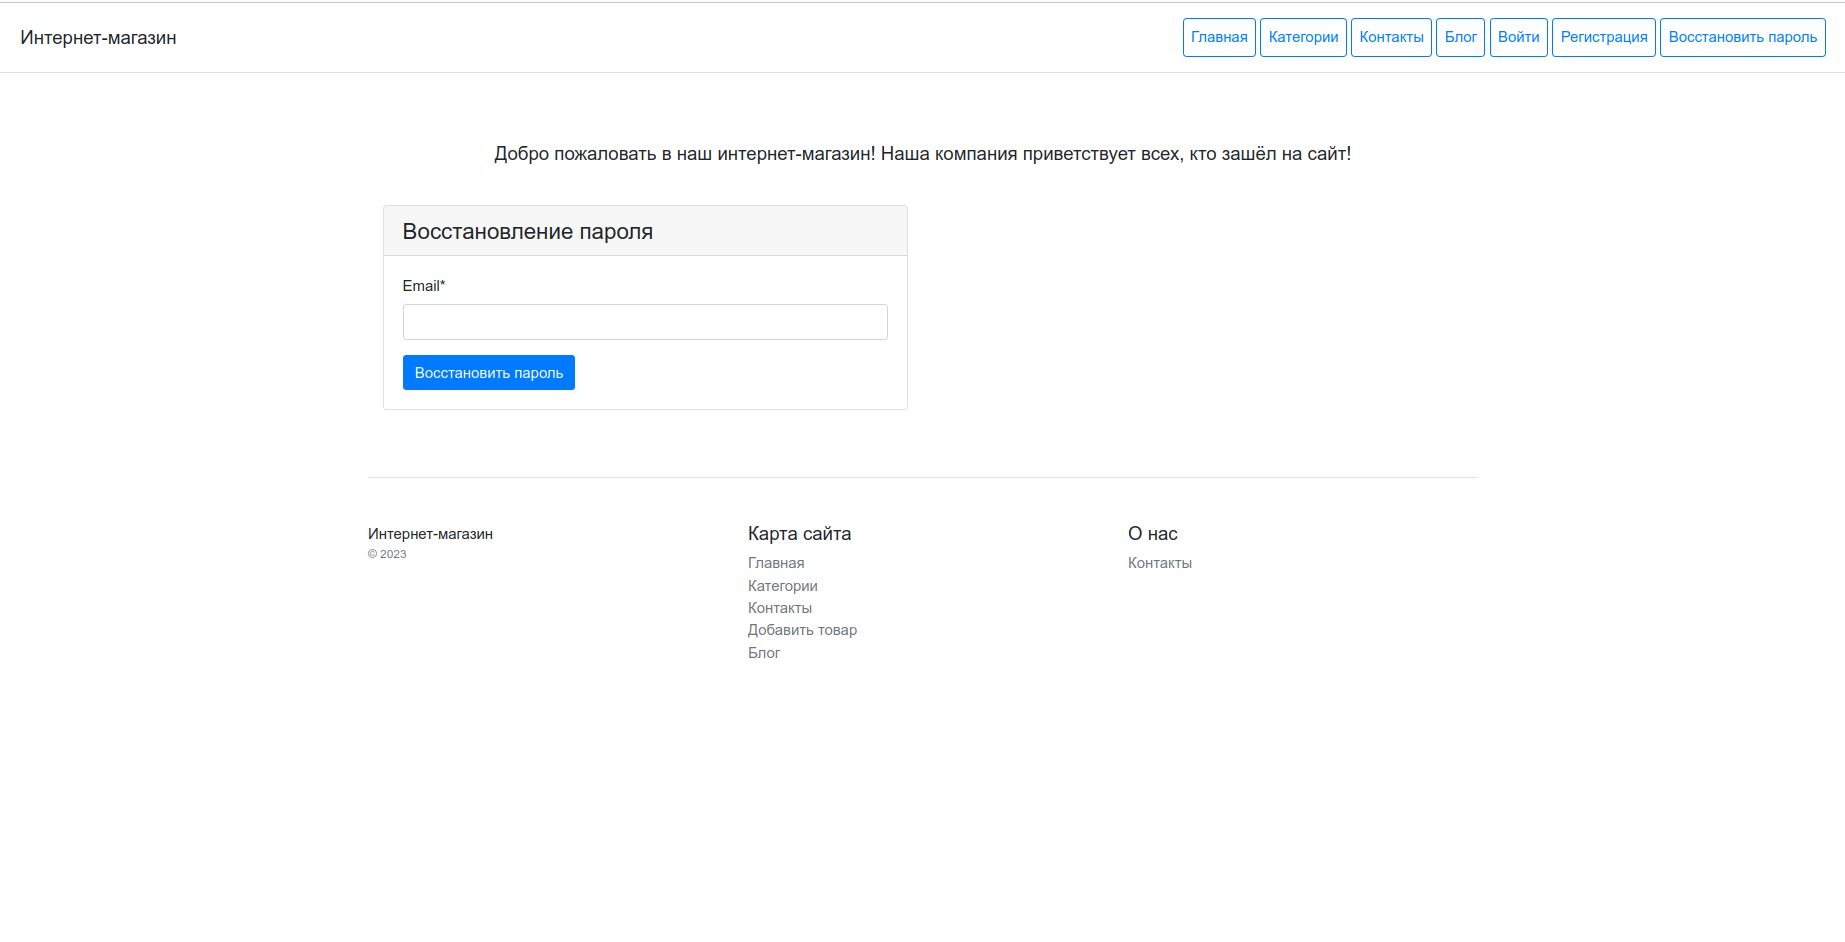 Интернет-магазин
Главная Категории Контакты Блог Войти Регистрация Восстановить пароль
Добро пожаловать в наш интернет-магазин! Наша компания приветствует всех, кто зашёл на сайт!
Восстановление пароля
Email*
Восстановить пароль
Интернет-магазин
© 2023
Карта сайта
Главная
Категории
Контакты
Добавить товар
Блог
О нас
Контакты